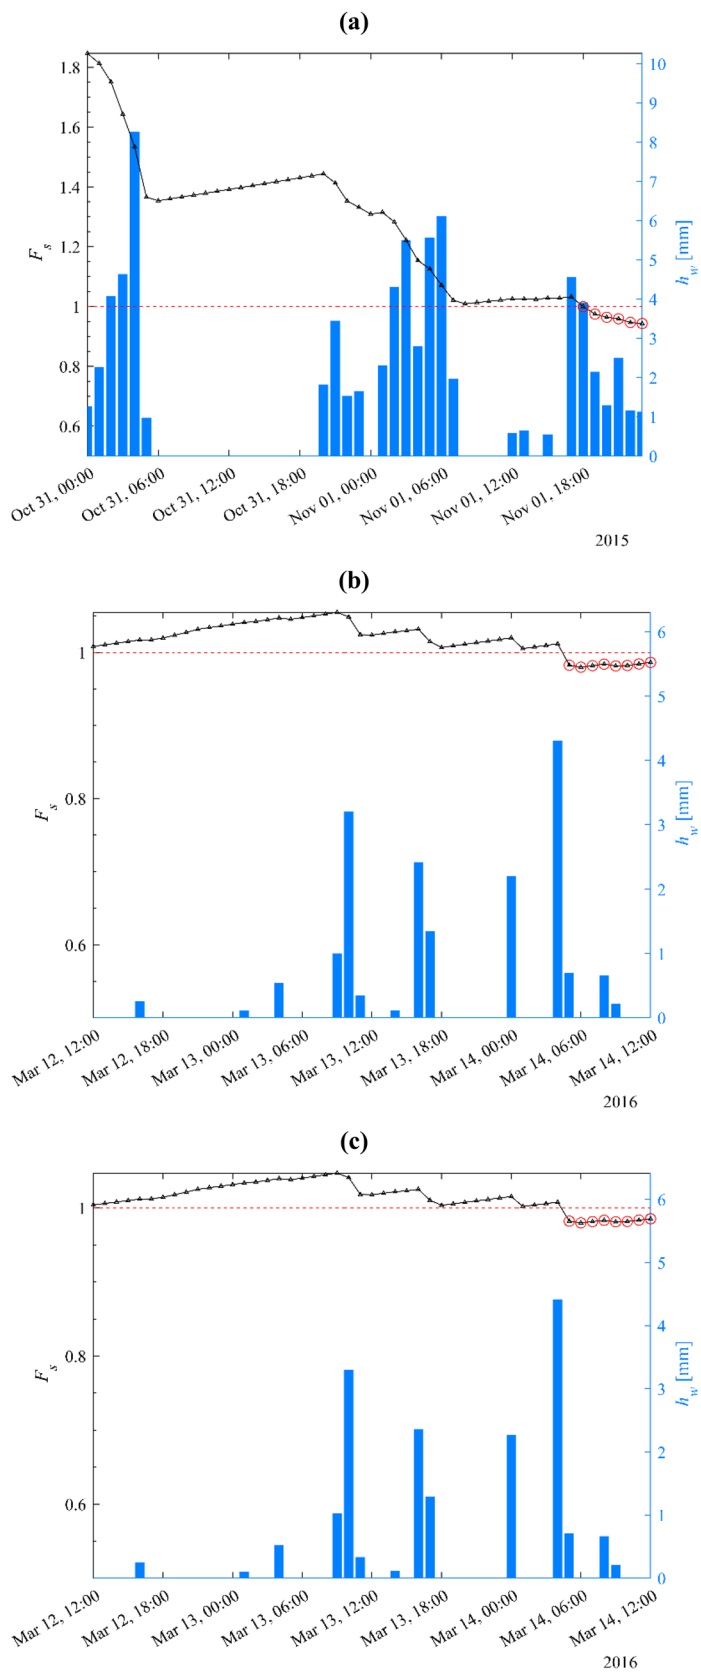 (a)
1.8
1.6
1.4
1.2
1
0.8
0.6
F_s
10
9
8
7
6
5
4
3
2
1
0
h_w [mm]
Oct 31, 00:00
Oct 31, 06:00
Oct 31, 12:00
Oct 31, 18:00
Nov 01, 00:00
Nov 01, 06:00
Nov 01, 12:00
Nov 01, 18:00
2015
(b)
1
0.8
0.6
F_s
6
5
4
3
2
1
0
h_w [mm]
Mar 12, 12:00
Mar 12, 18:00
Mar 13, 00:00
Mar 13, 06:00
Mar 13, 12:00
Mar 13, 18:00
Mar 14, 00:00
Mar 14, 06:00
Mar 14, 12:00
2016
(c)
1
0.8
0.6
F_s
6
5
4
3
2
1
0
h_w [mm]
Mar 12, 12:00
Mar 12, 18:00
Mar 13, 00:00
Mar 13, 06:00
Mar 13, 12:00
Mar 13, 18:00
Mar 14, 00:00
Mar 14, 06:00
Mar 14, 12:00
2016